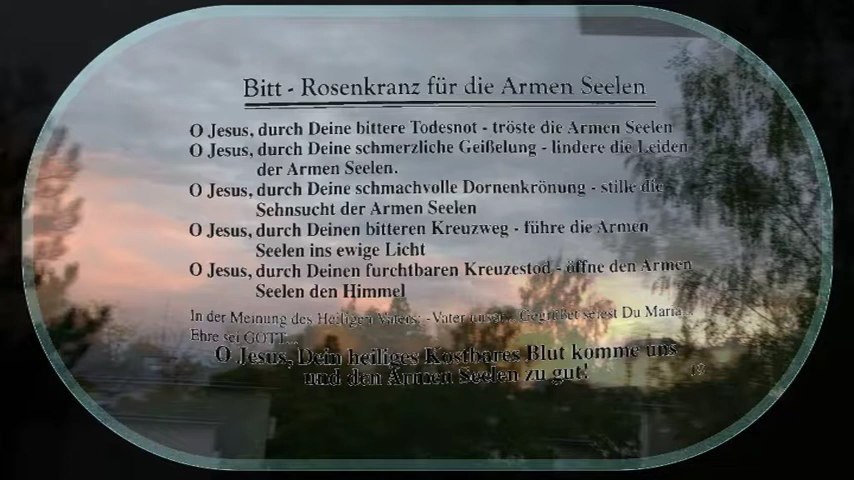 Bitt - Rosenkranz für die Armen Seelen
O Jesus, durch Deine bittere Todesnot - tröste die Armen Seelen
O Jesus, durch Deine schmerzliche Geißelung - lindere die Leiden
der Armen Seelen.
O Jesus, durch Deine schmachvolle Dornenkrönung - stille die
Sehnsucht der Armen Seelen
O Jesus, durch Deinen bitteren Kreuzweg - führe die Armen
Seelen ins ewige Licht
O Jesus, durch Deinen furchtbaren Kreuzestod - öffne den Armen
Seelen den Himmel
In der Meinung des Heiligen Vaters: -Vater unser... Gegrüßet seiest Du Maria...
Ehre sei GOTT...
O Jesus, Dein heiliges Kostbares Blut komme uns
und den Armen Seelen zu gut!